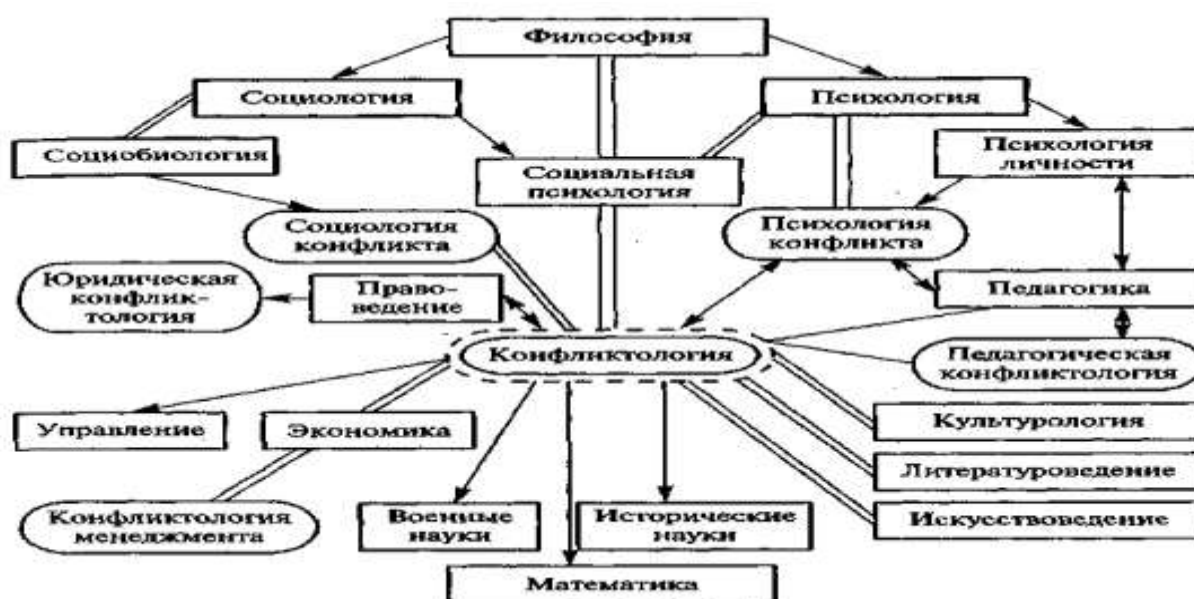 Философия
Социология
Психология
Социобиология
Психология
личности
Социальная
психология
Социология
конфликта
Психология
конфликта
Юридическая
конфлик-
тология
Право-
ведение
Педагогика
Конфликтология
Педагогическая
конфликтология
Управление
Экономика
Культурология
Литературоведение
Конфликтология
менеджмента
Военные
науки
Исторические
науки
Искусствоведение
Математика